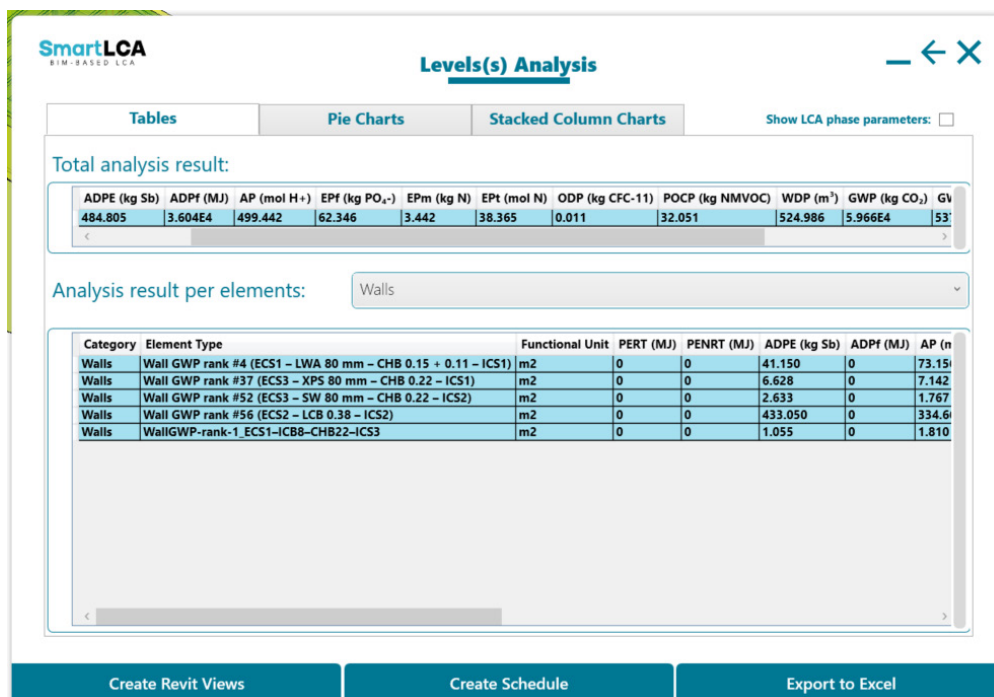 SmartLCA
BIM-BASED LCA
Levels(s) Analysis
Tables Pie Charts Stacked Column Charts Show LCA phase parameters:
Total analysis result:
ADPE (kg Sb) ADPf (MJ) AP (mol H+) EPf (kg PO₄-) EPm (kg N) EPt (mol N) ODP (kg CFC-11) POCP (kg NMVOC) WDP (m³) GWP (kg CO₂)
484.805 3.604E4 499.442 62.346 3.442 38.365 0.011 32.051 524.986 5.966E4
Analysis result per elements: Walls
Category Element Type Functional Unit PERT (MJ) PENRT (MJ) ADPE (kg Sb) ADPf (MJ)
Walls Wall GWP rank #4 (ECS1 – LWA 80 mm – CHB 0.15 + 0.11 – ICS1) m2 0 0 41.150 0
Walls Wall GWP rank #37 (ECS3 – XPS 80 mm – CHB 0.22 – ICS1) m2 0 0 6.628 0 7.142
Walls Wall GWP rank #52 (ECS3 – SW 80 mm – CHB 0.22 – ICS2) m2 0 0 2.633 0 1.767
Walls Wall GWP rank #56 (ECS2 – LCB 0.38 – ICS2) m2 0 0 433.050 0
Walls WallGWP-rank-1_ECS1–ICB8–CHB22–ICS3 m2 0 0 1.055 0 1.810
Create Revit Views Create Schedule Export to Excel